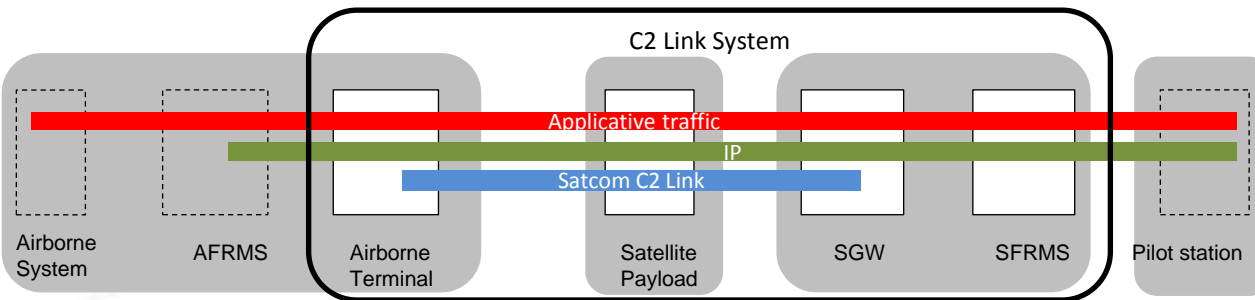 C2 Link System
Applicative traffic
IP
Satcom C2 Link
Airborne
System
AFRMS
Airborne
Terminal
Satellite
Payload
SGW
SFRMS
Pilot station